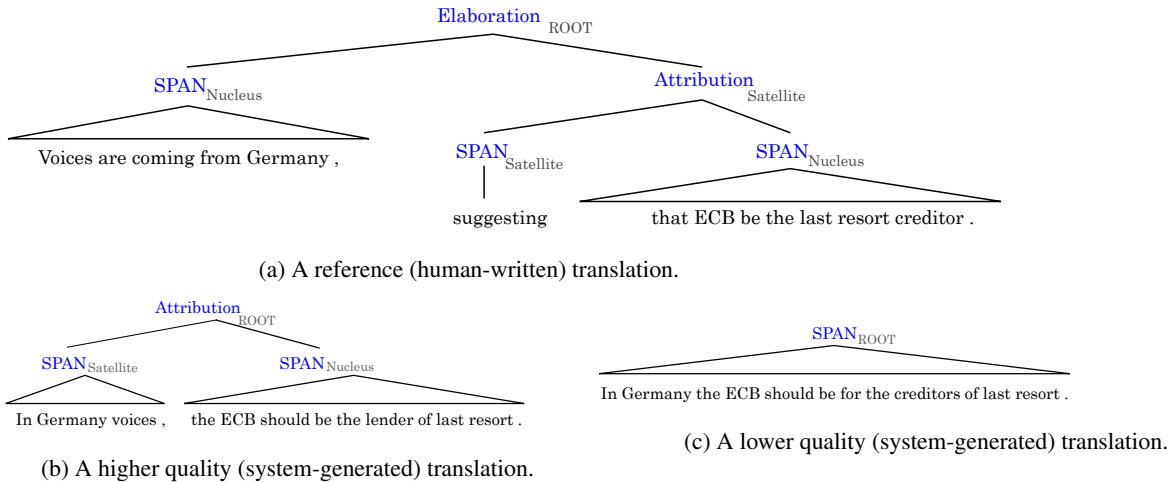 Elaboration ROOT
SPAN Nucleus
Attribution Satellite
Voices are coming from Germany ,
SPAN Satellite
SPAN Nucleus
suggesting
that ECB be the last resort creditor .
(a) A reference (human-written) translation.
Attribution ROOT
SPAN Satellite
SPAN Nucleus
In Germany voices ,
the ECB should be the lender of last resort .
(b) A higher quality (system-generated) translation.
SPAN ROOT
In Germany the ECB should be for the creditors of last resort .
(c) A lower quality (system-generated) translation.